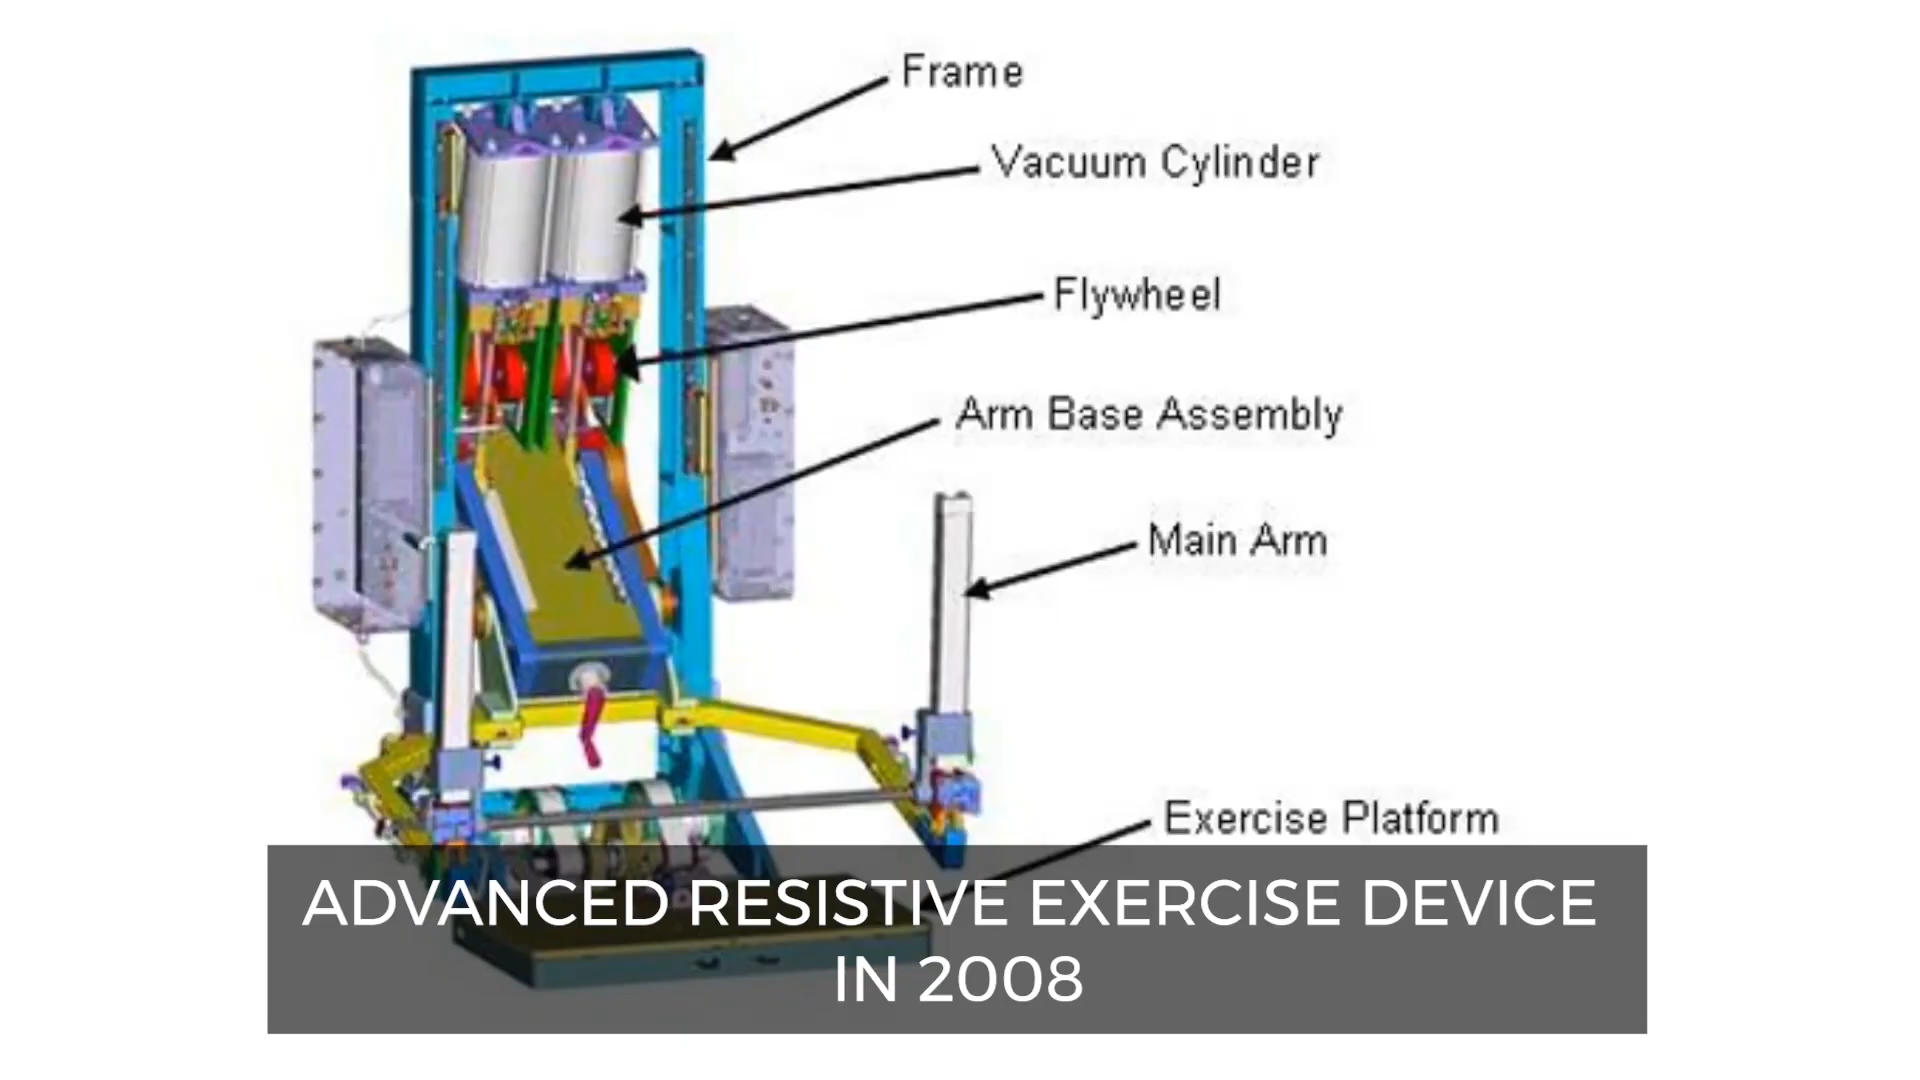 Frame
Vacuum Cylinder
Flywheel
Arm Base Assembly
Main Arm
Exercise Platform
ADVANCED RESISTIVE EXERCISE DEVICE
IN 2008